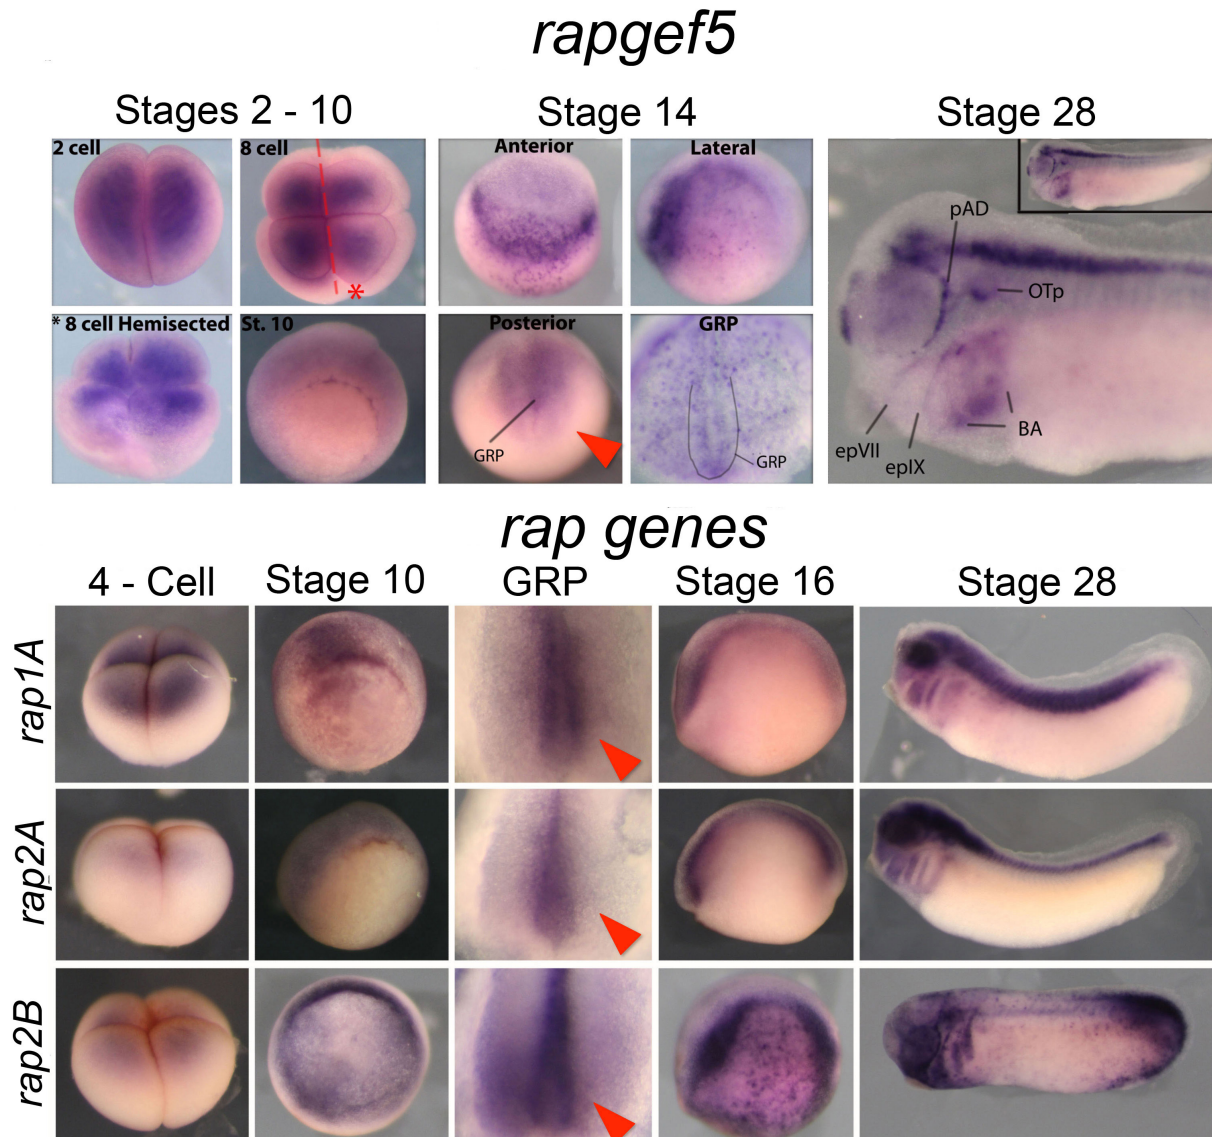 rapgef5
Stages 2 - 10
Stage 14
Stage 28
2 cell
8 cell
*
Anterior
Lateral
pAD
OTp
BA
epVII
epIX
* 8 cell Hemisected
St. 10
Posterior
GRP
GRP
GRP
rap genes
4 - Cell
Stage 10
GRP
Stage 16
Stage 28
rap1A
rap2A
rap2B